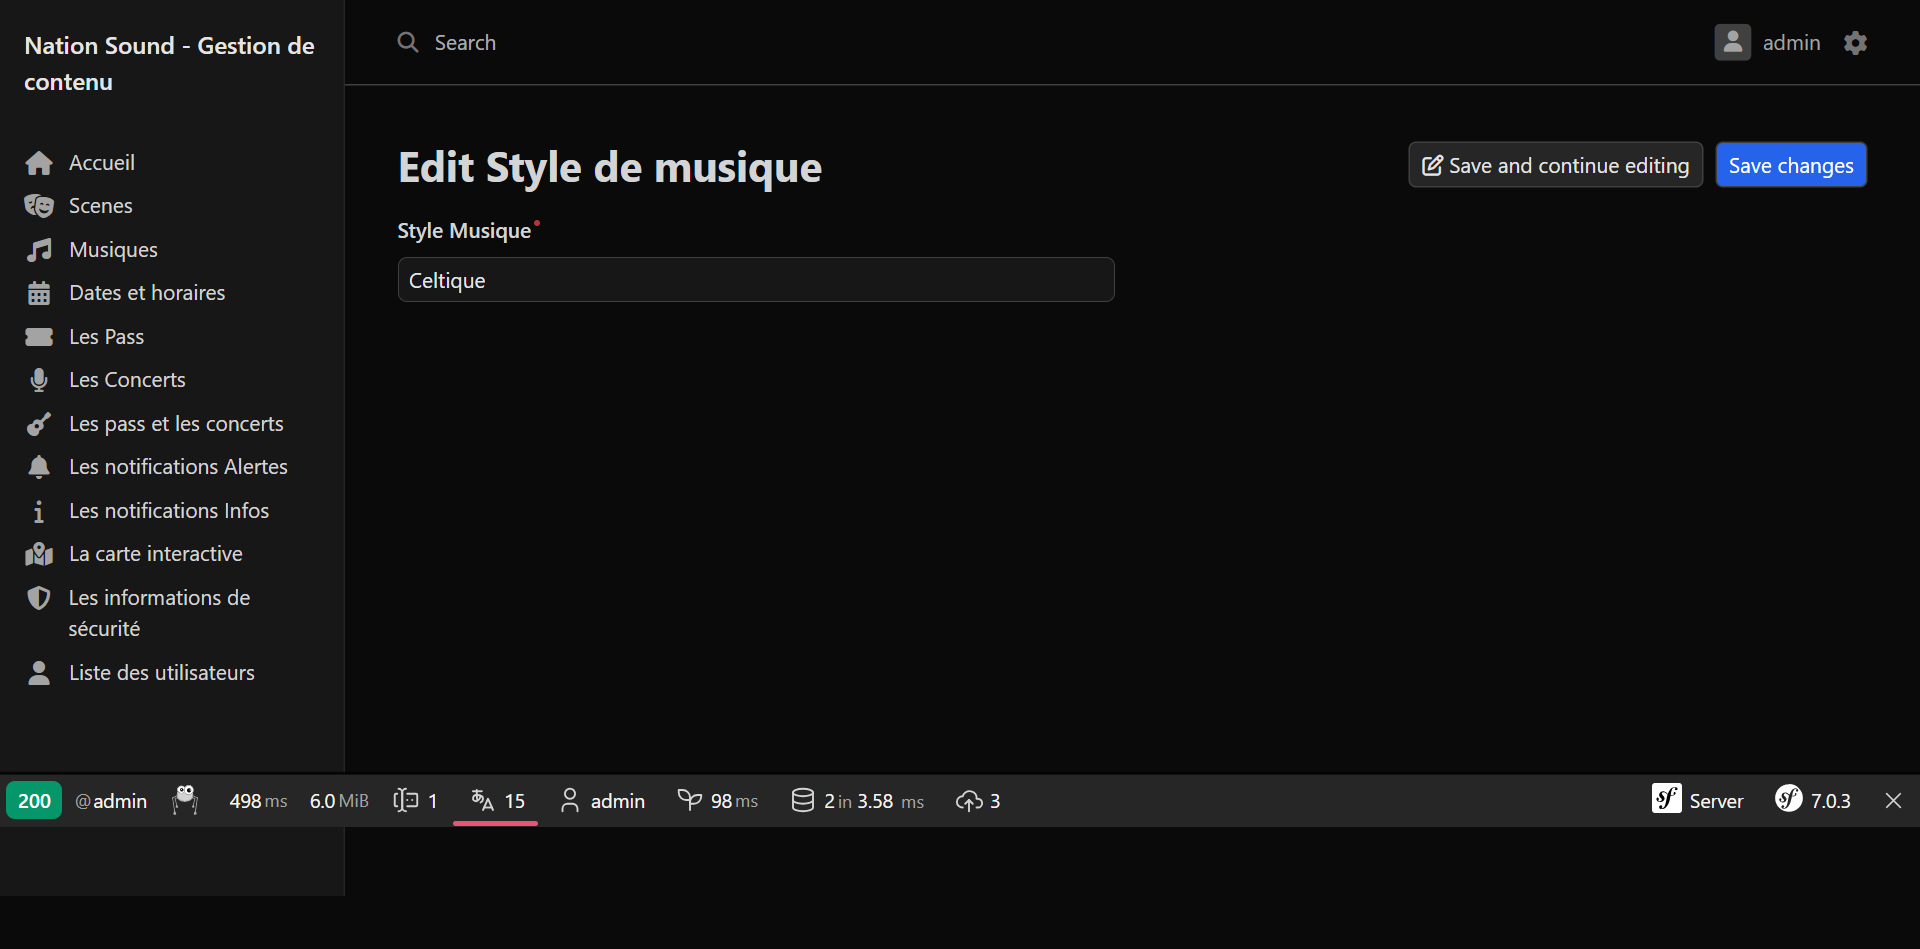 Nation Sound - Gestion de
contenu
Search
admin
Accueil
Scenes
Musiques
Dates et horaires
Les Pass
Les Concerts
Les pass et les concerts
Les notifications Alertes
Les notifications Infos
La carte interactive
Les informations de
sécurité
Liste des utilisateurs
Edit Style de musique
Save and continue editing
Save changes
Style Musique
Celtique
200 @admin 498 ms 6.0 MiB 1 15 admin 98 ms 2 in 3.58 ms 3 sf Server sf 7.0.3